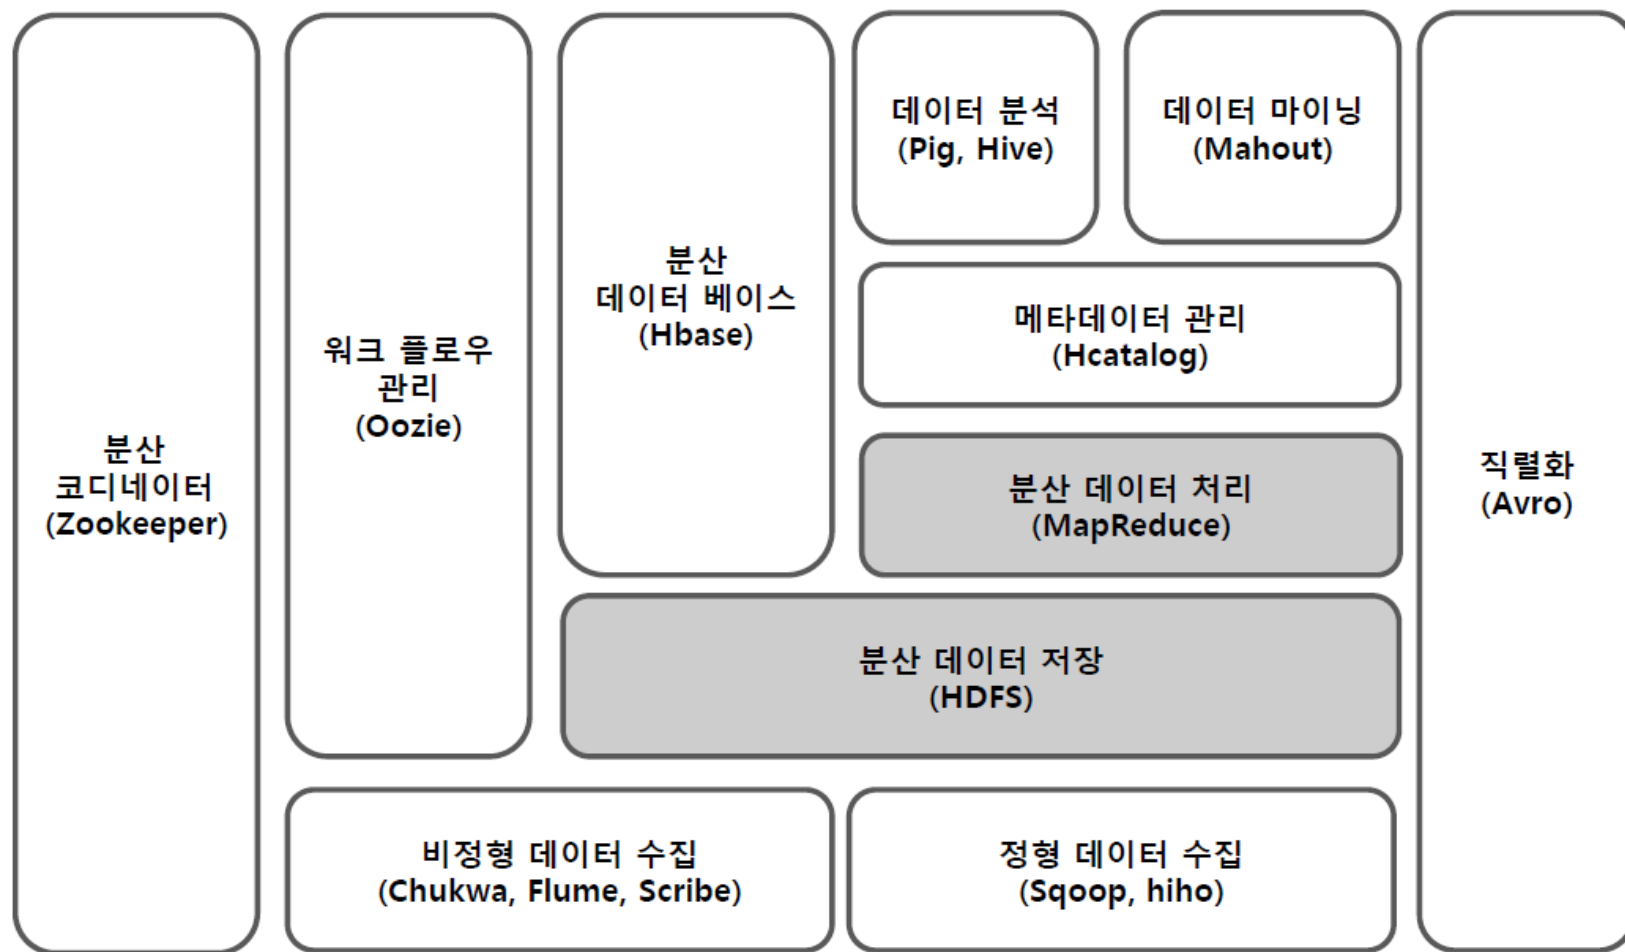 분산
코디네이터
(Zookeeper)
워크 플로우
관리
(Oozie)
분산
데이터 베이스
(Hbase)
데이터 분석
(Pig, Hive)
데이터 마이닝
(Mahout)
메타데이터 관리
(Hcatalog)
분산 데이터 처리
(MapReduce)
분산 데이터 저장
(HDFS)
비정형 데이터 수집
(Chukwa, Flume, Scribe)
정형 데이터 수집
(Sqoop, hiho)
직렬화
(Avro)